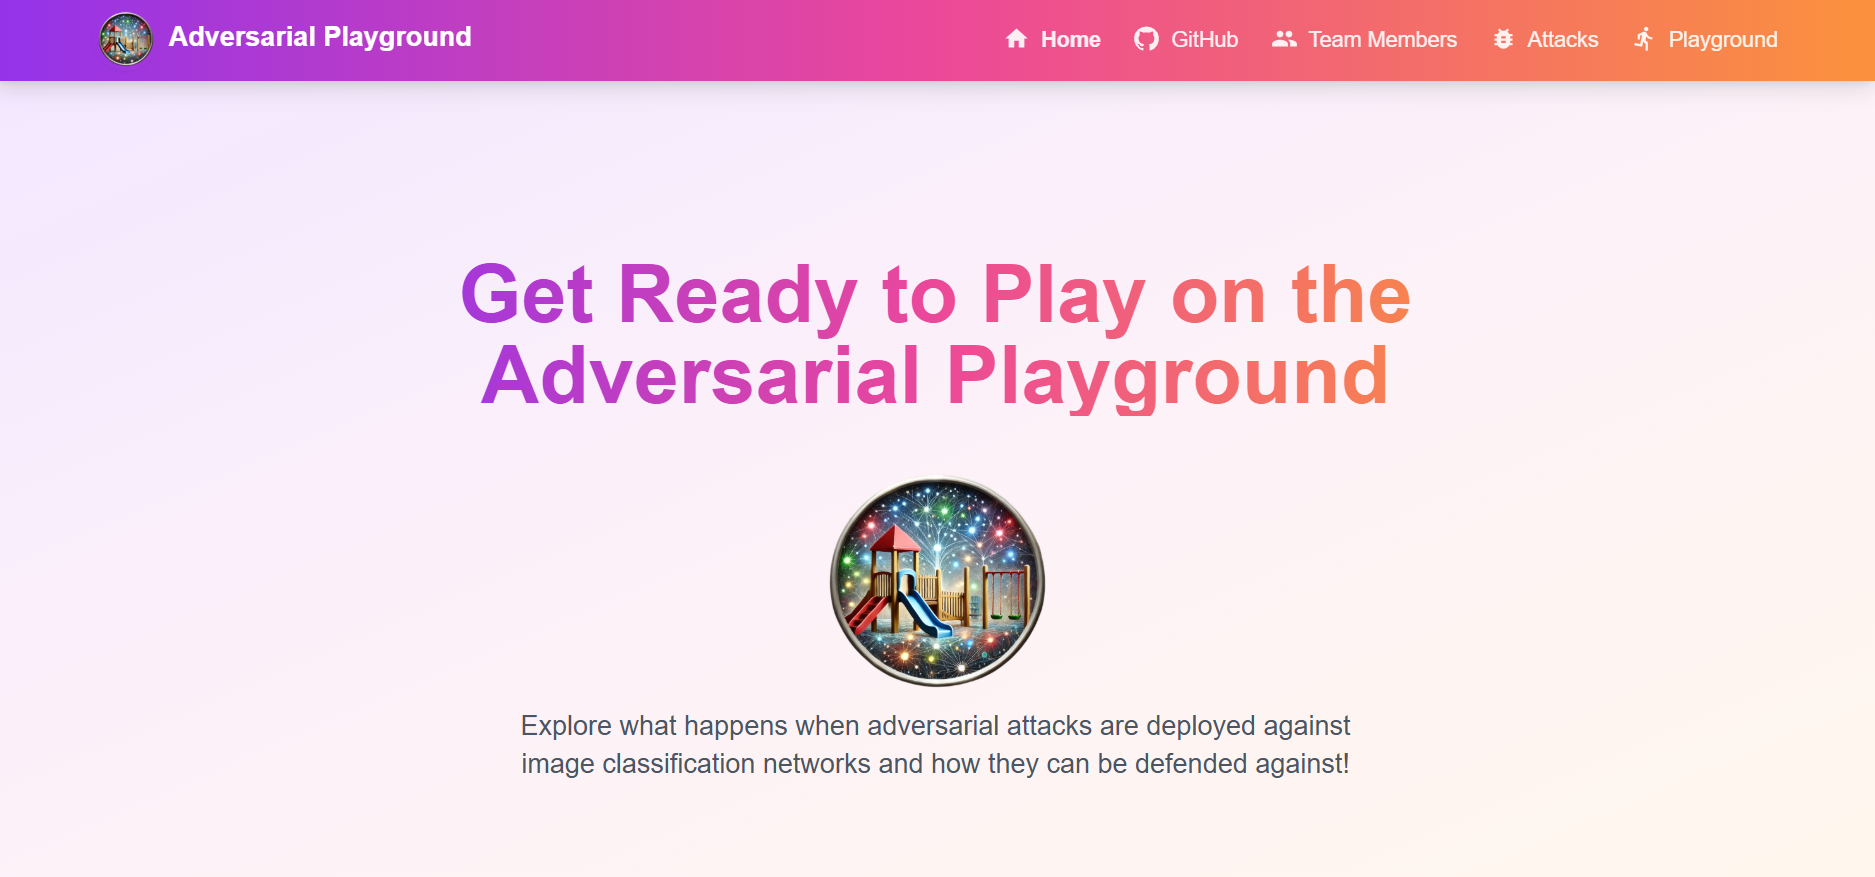 Adversarial Playground
Home
GitHub
Team Members
Attacks
Playground
Get Ready to Play on the
Adversarial Playground
Explore what happens when adversarial attacks are deployed against
image classification networks and how they can be defended against!